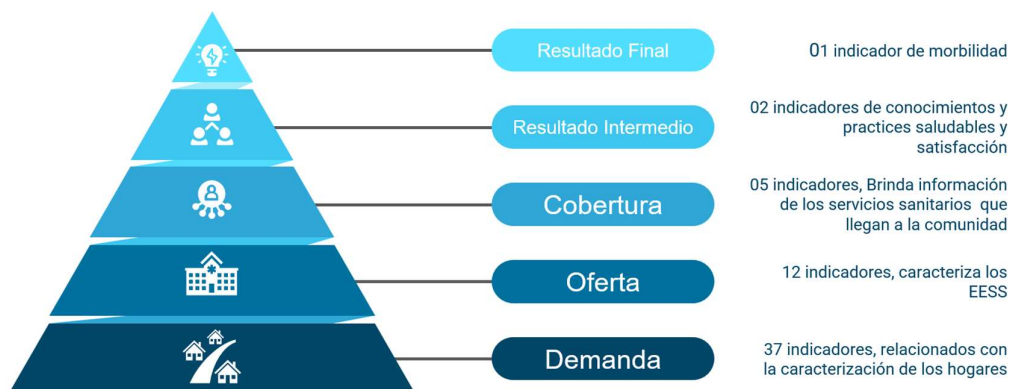 Resultado Final
01 indicador de morbilidad
Resultado Intermedio
02 indicadores de conocimientos y
practices saludables y
satisfacción
Cobertura
05 indicadores, Brinda información
de los servicios sanitarios que
llegan a la comunidad
Oferta
12 indicadores, caracteriza los
EESS
Demanda
37 indicadores, relacionados con
la caracterización de los hogares